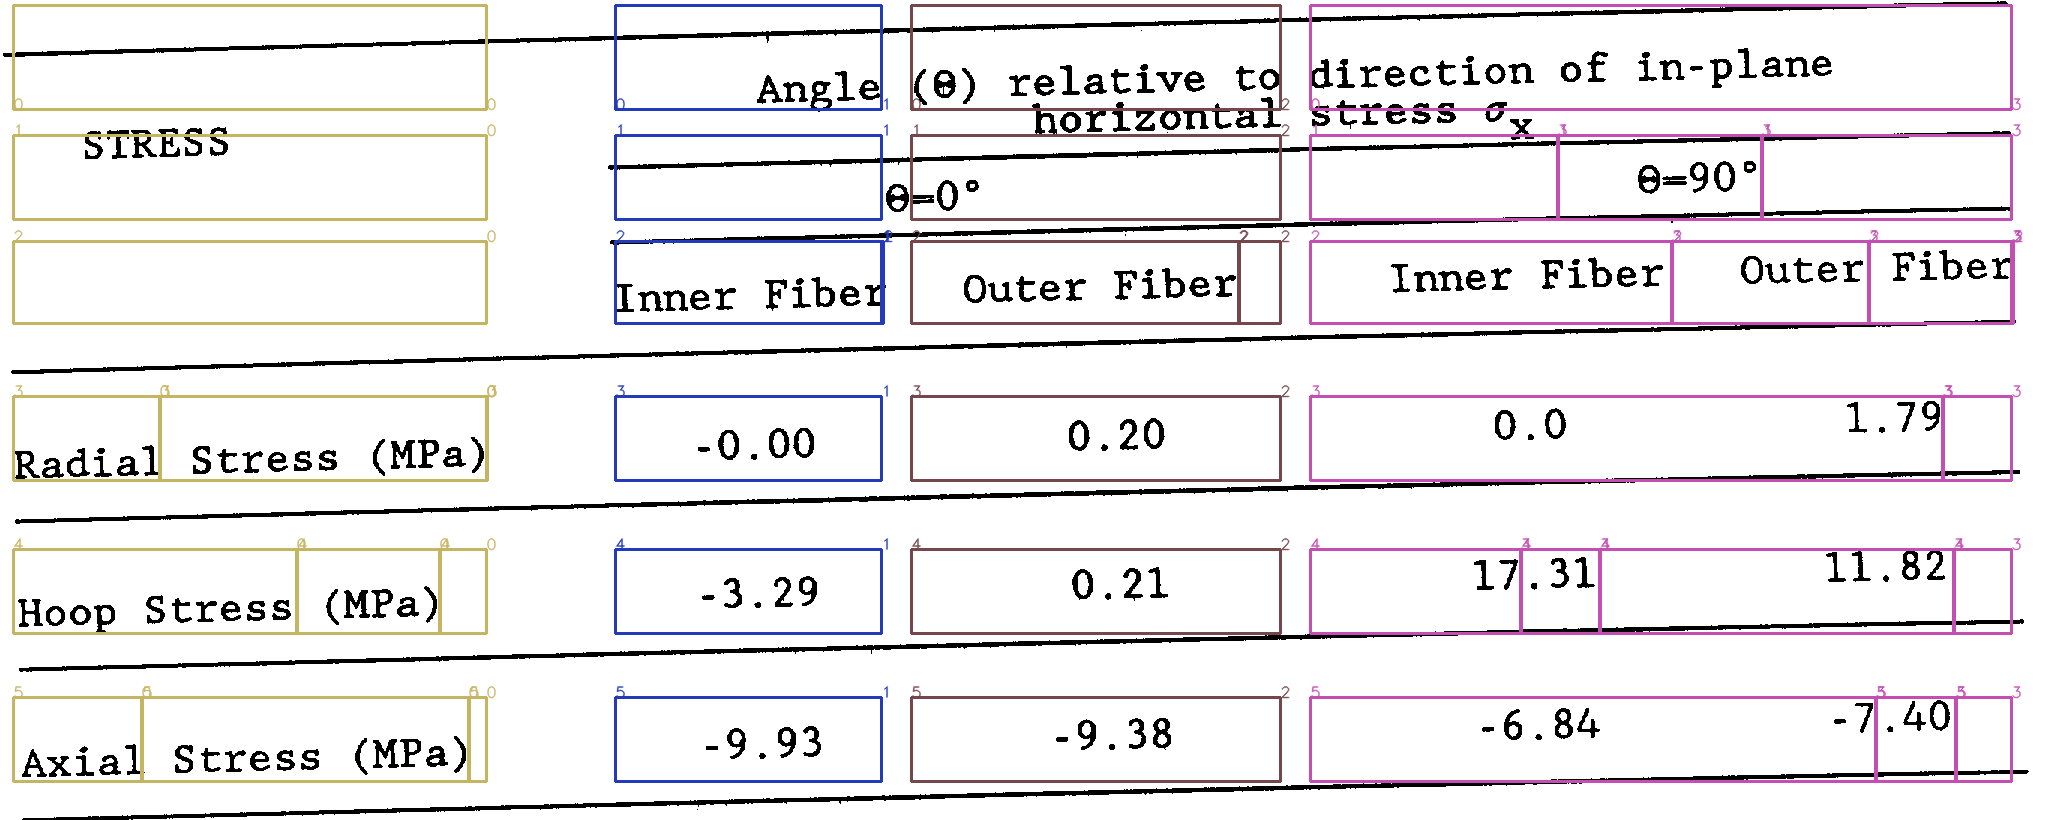 Angle (θ) relative to direction of in-plane
horizontal stress σx
STRESS
θ=0° θ=90°
Inner Fiber Outer Fiber Inner Fiber Outer Fiber
Radial Stress (MPa) -0.00 0.20 0.0 1.79
Hoop Stress (MPa) -3.29 0.21 17.31 11.82
Axial Stress (MPa) -9.93 -9.38 -6.84 -7.40